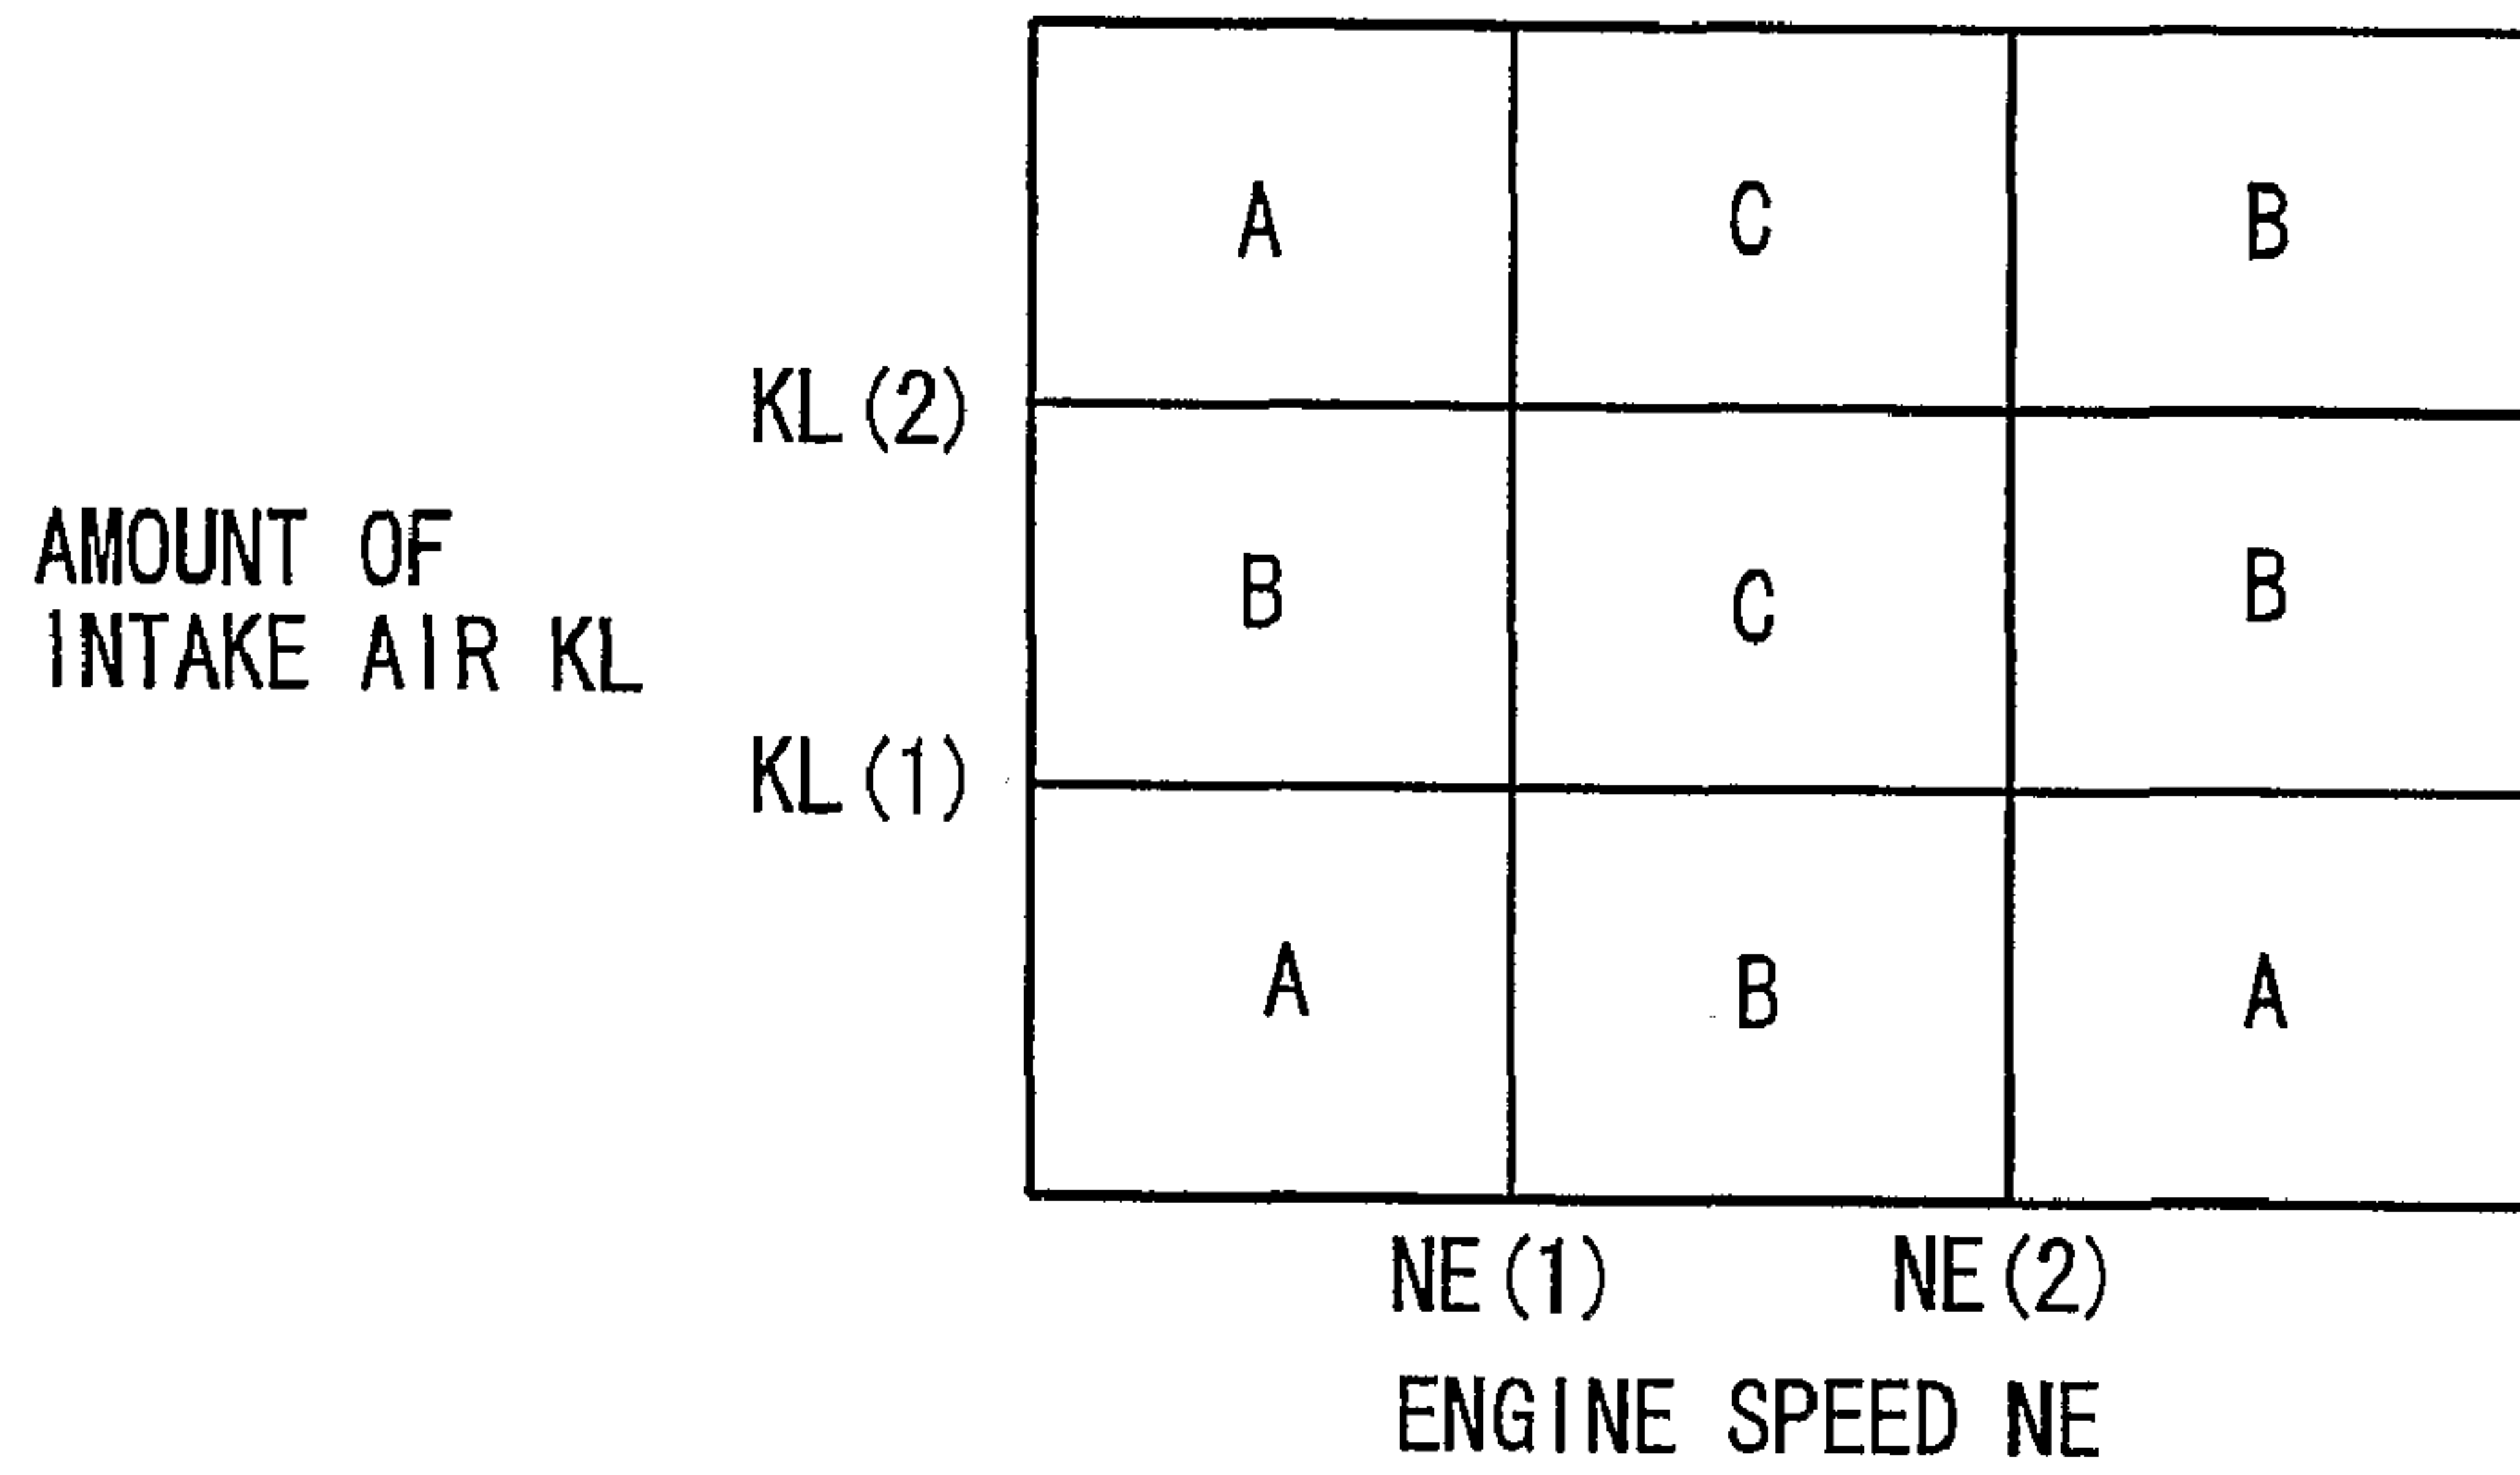 A C B
KL(2)
AMOUNT OF
INTAKE AIR KL
B C B
KL(1)
A B A
NE(1) NE(2)
ENGINE SPEED NE